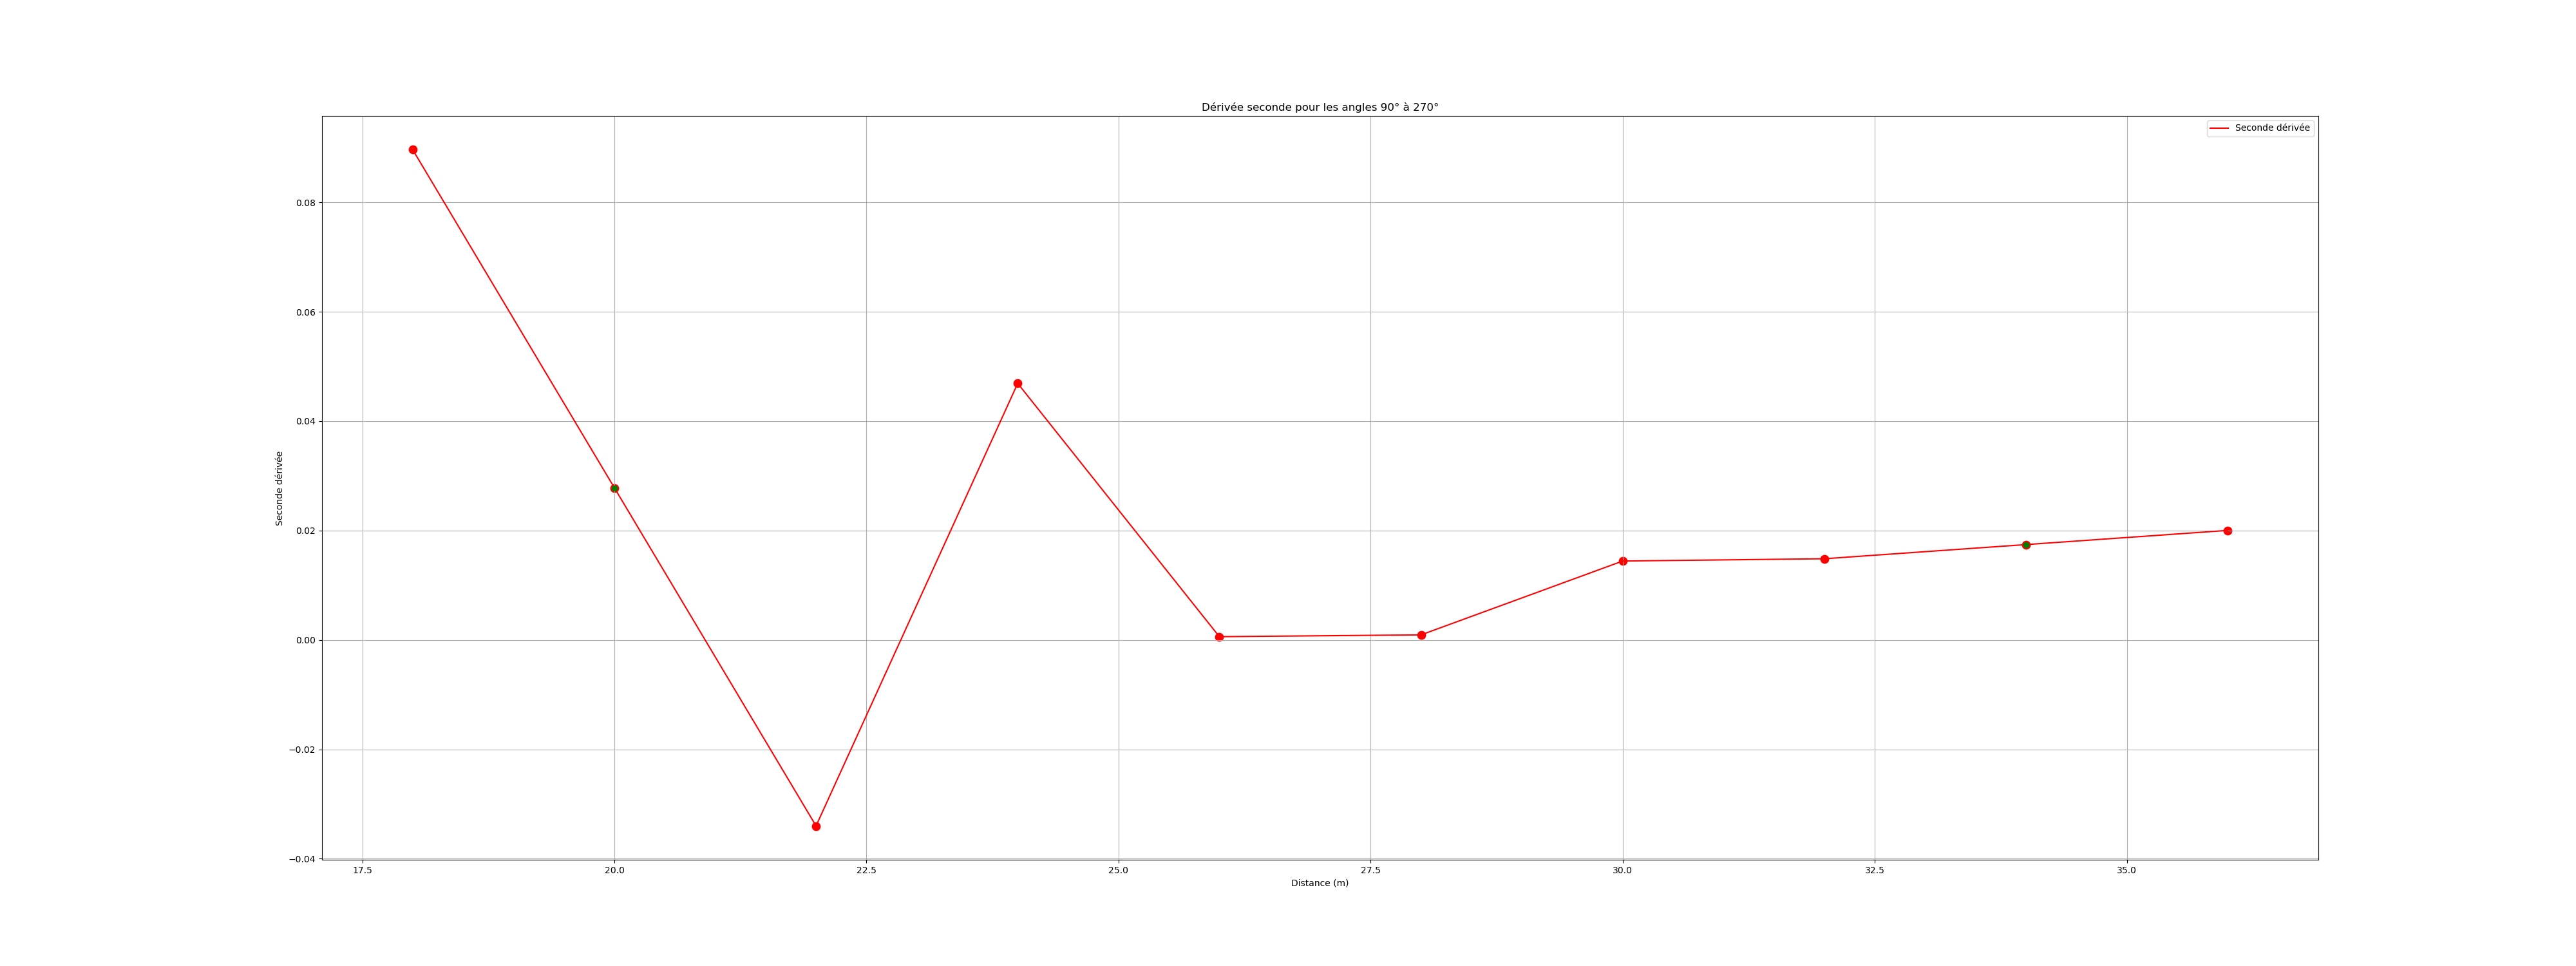 Dérivée seconde pour les angles 90° à 270°
Seconde dérivée
0.08
0.06
0.04
0.02
0.00
−0.02
−0.04
Seconde dérivée
17.5 20.0 22.5 25.0 27.5 30.0 32.5 35.0
Distance (m)